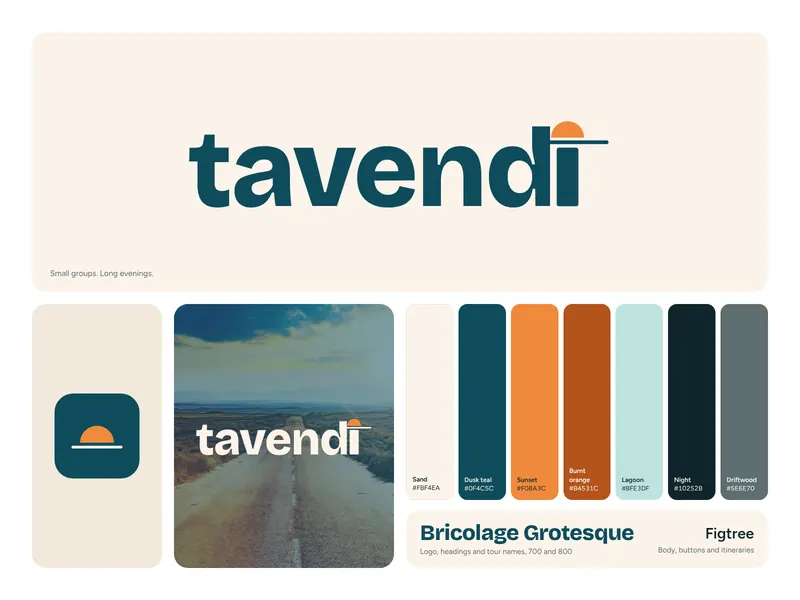 tavendi
Small groups. Long evenings.
tavendi
Sand
#FBF4EA
Dusk teal
#0F4C5C
Sunset
#F08A3C
Burnt
orange
#B4531C
Lagoon
#BFE3DF
Night
#10252B
Driftwood
#5E6E70
Bricolage Grotesque
Logo, headings and tour names, 700 and 800
Figtree
Body, buttons and itineraries